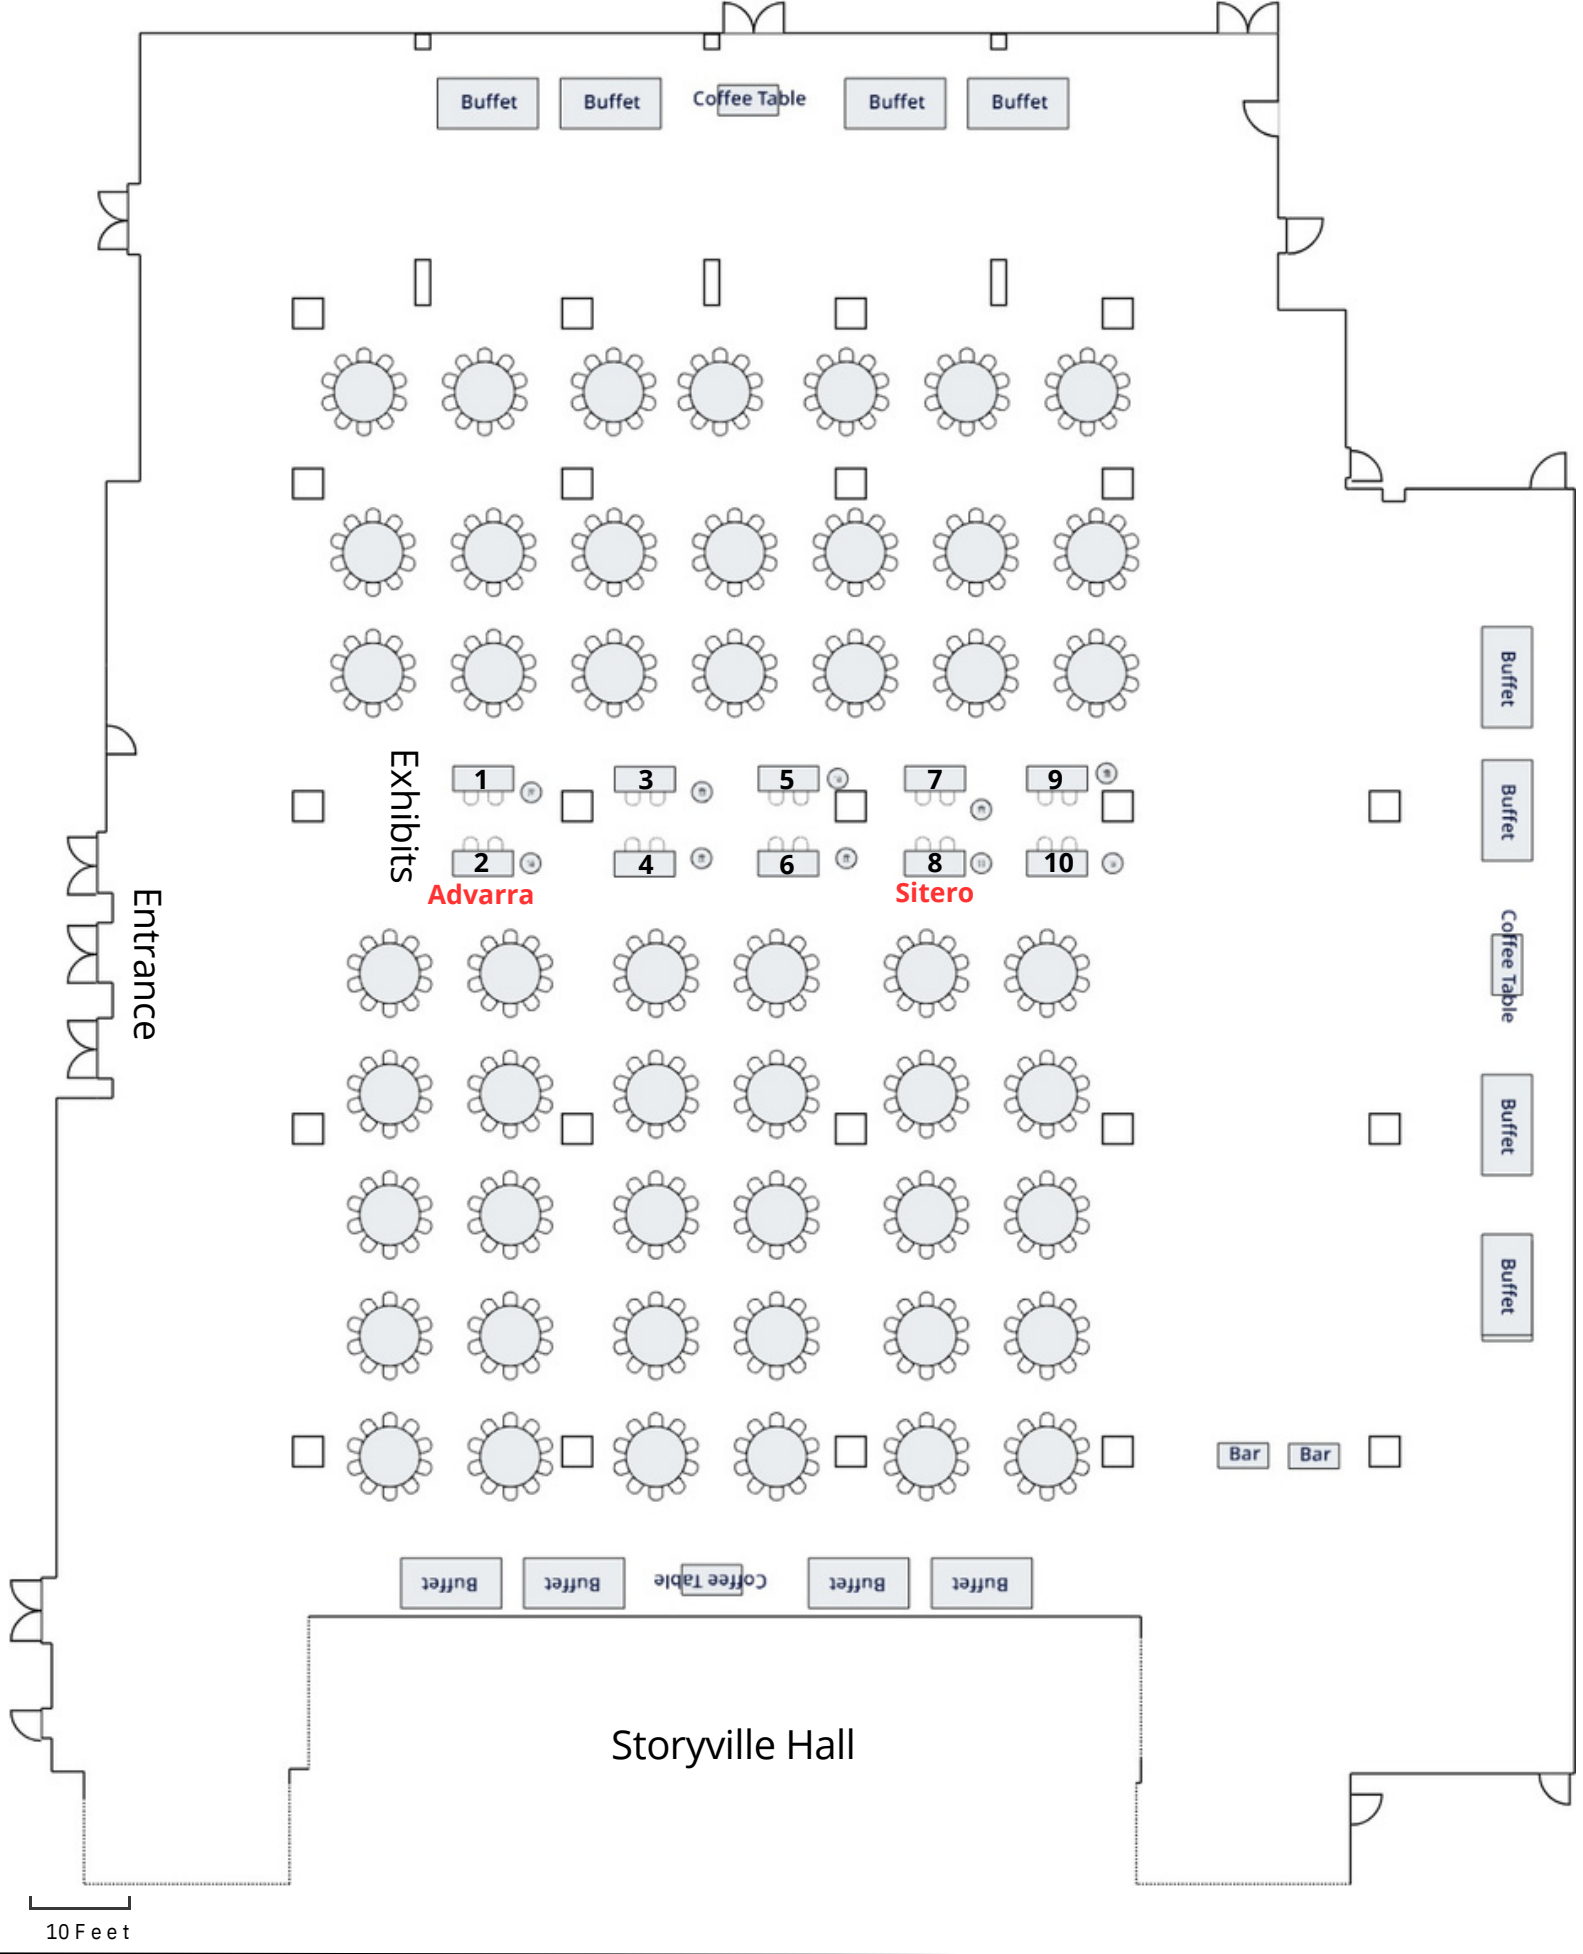 Buffet
Buffet
Coffee Table
Buffet
Buffet
Buffet
Exhibits
1
3
5
7
9
Buffet
2
4
6
8
10
Advarra
Sitero
Entrance
Coffee Table
Buffet
Buffet
Bar
Bar
Buffet
Buffet
Coffee Table
Buffet
Buffet
Storyville Hall
10 Feet